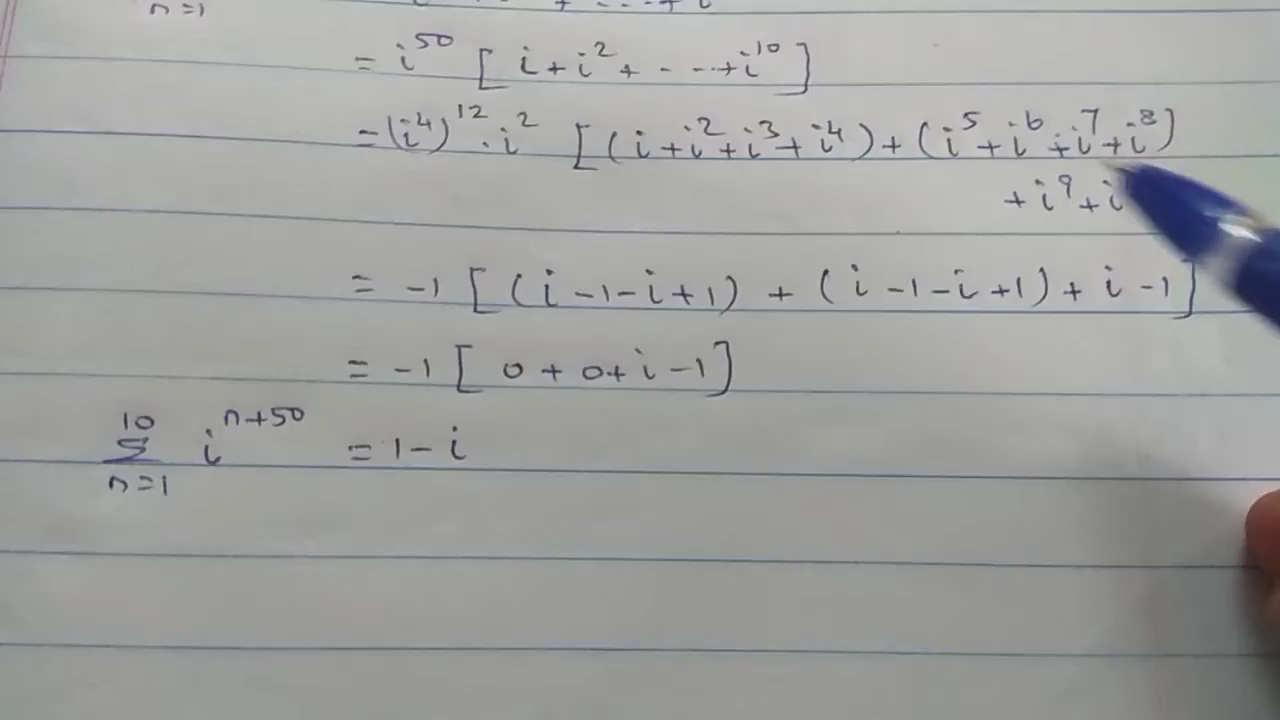 n=1
= i^50 [ i + i^2 + - - ..+ i^10 ]
= (i^4)^12 . i^2 [ ( i + i^2 + i^3 + i^4 ) + ( i^5 + i^6 + i^7 + i^8 )
+ i^9 + i
= -1 [ ( i - 1 - i + 1 ) + ( i - 1 - i + 1 ) + i - 1 ]
= -1 [ 0 + 0 + i - 1 ]
10
Σ i^n+50 = 1 - i
n=1